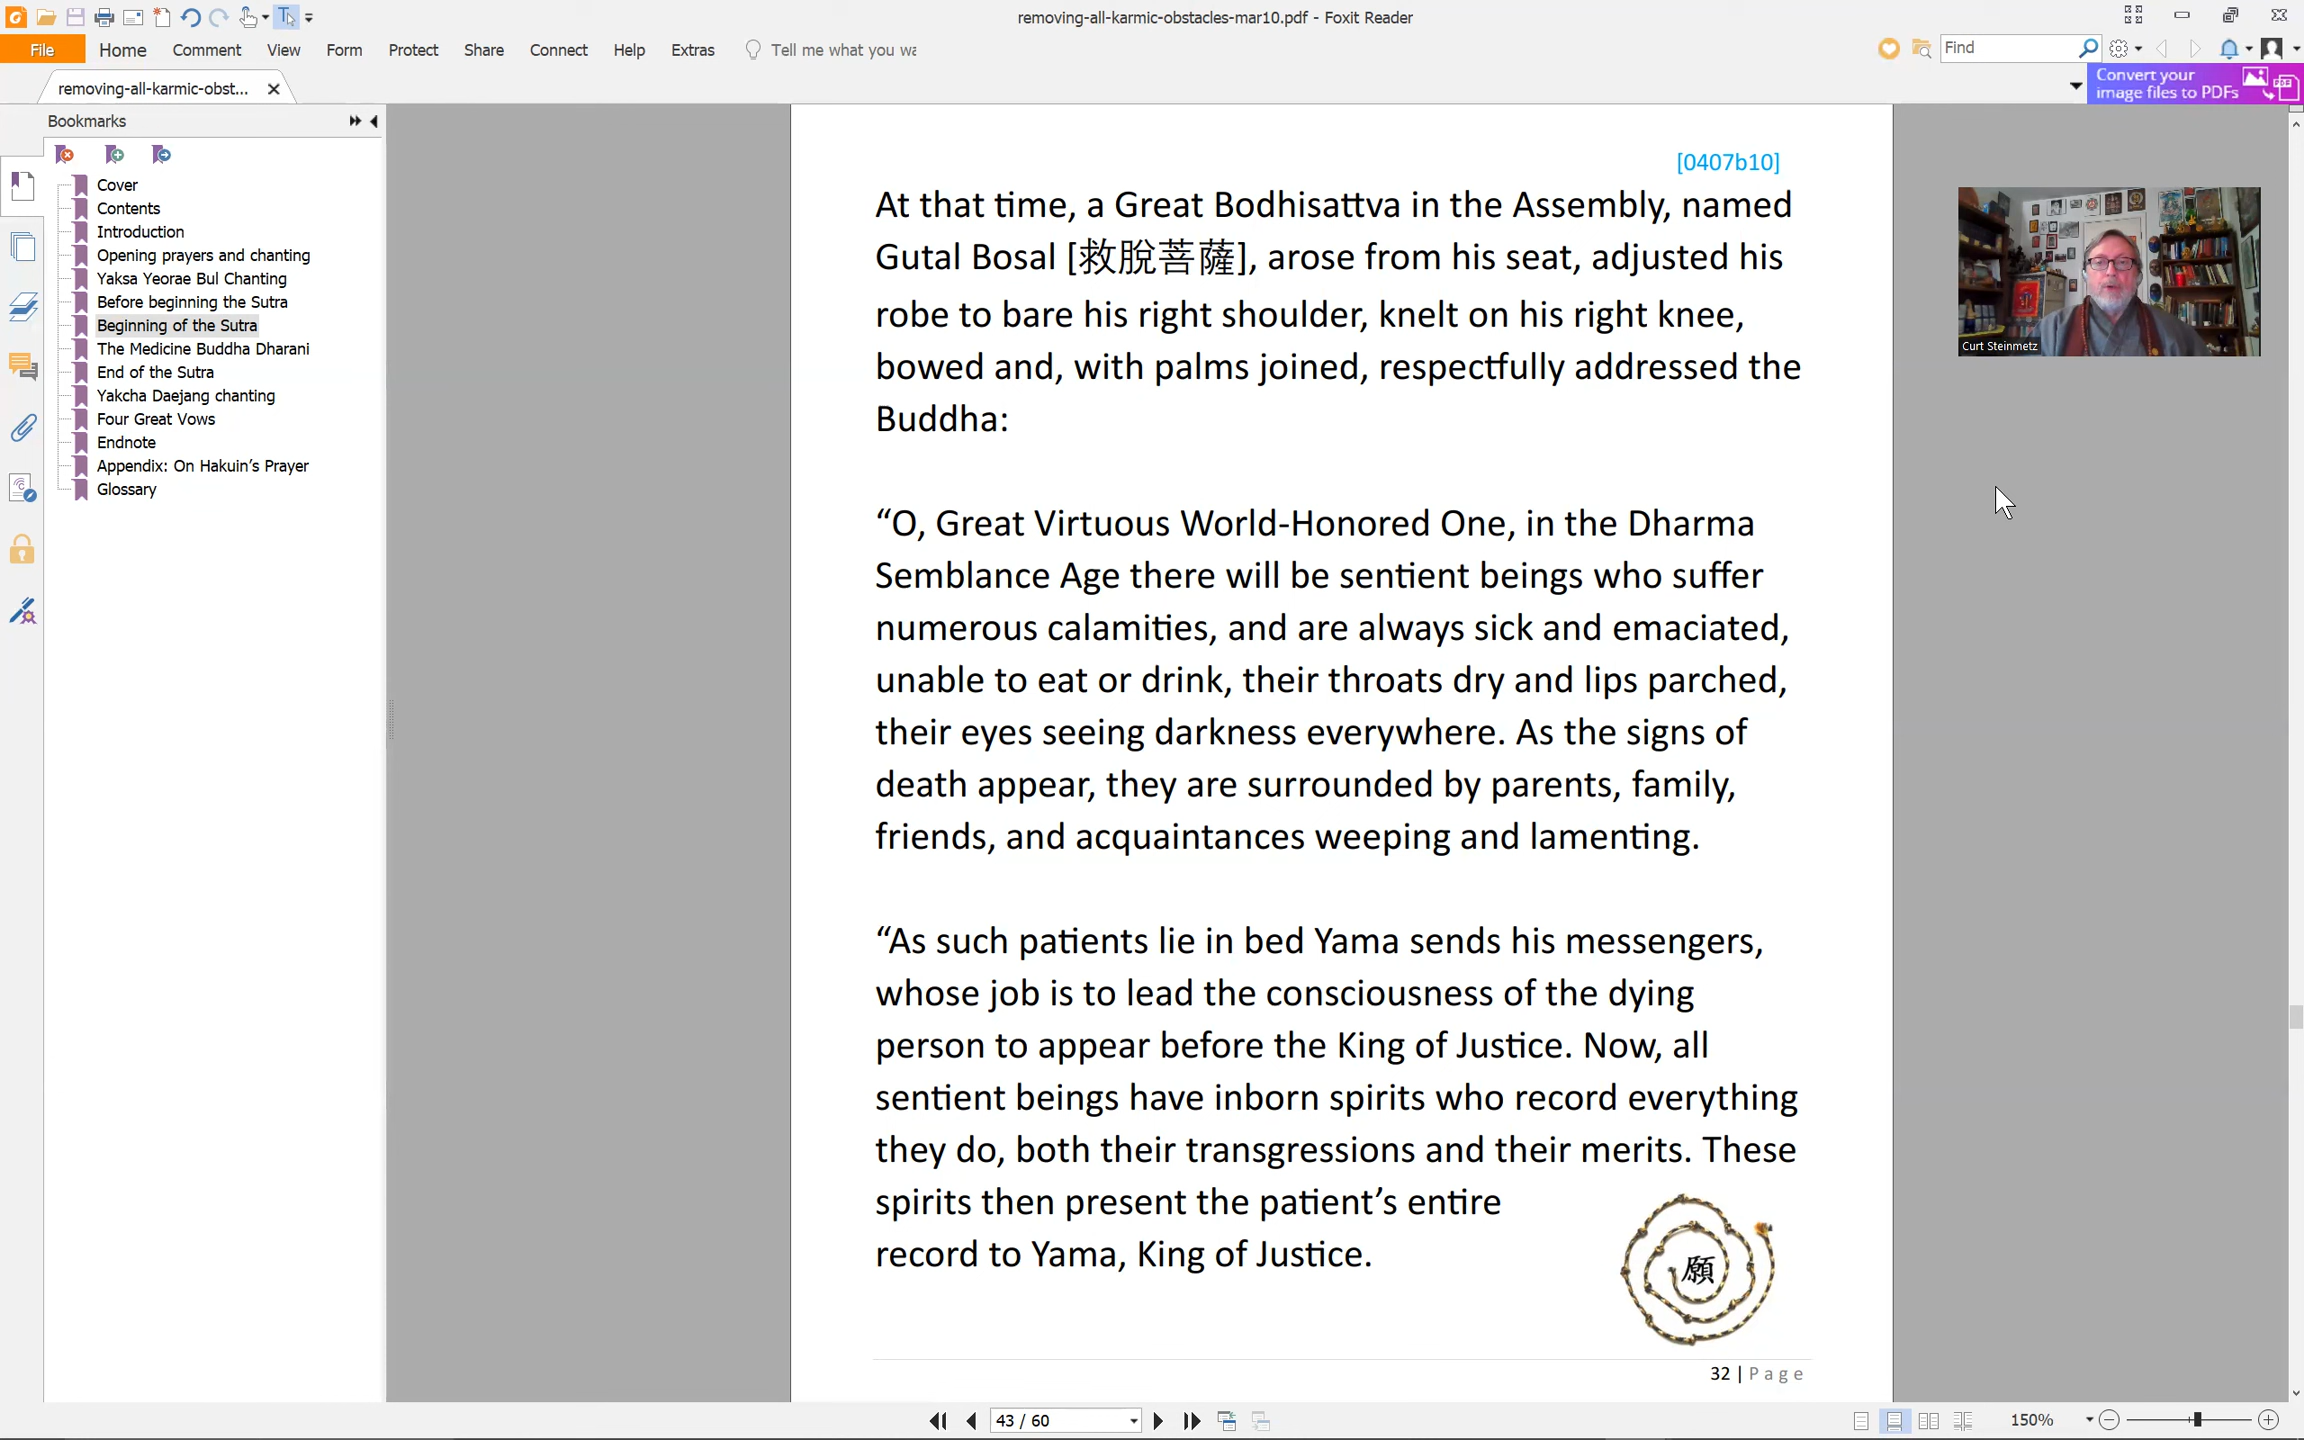 removing-all-karmic-obstacles-mar10.pdf - Foxit Reader
File Home Comment View Form Protect Share Connect Help Extras Tell me what you wa
Find
removing-all-karmic-obst...
Convert your
image files to PDFs
Bookmarks
Cover
Contents
Introduction
Opening prayers and chanting
Yaksa Yeorae Bul Chanting
Before beginning the Sutra
Beginning of the Sutra
The Medicine Buddha Dharani
End of the Sutra
Yakcha Daejang chanting
Four Great Vows
Endnote
Appendix: On Hakuin’s Prayer
Glossary
[0407b10]
At that time, a Great Bodhisattva in the Assembly, named
Gutal Bosal [救脫菩薩], arose from his seat, adjusted his
robe to bare his right shoulder, knelt on his right knee,
bowed and, with palms joined, respectfully addressed the
Buddha:
“O, Great Virtuous World-Honored One, in the Dharma
Semblance Age there will be sentient beings who suffer
numerous calamities, and are always sick and emaciated,
unable to eat or drink, their throats dry and lips parched,
their eyes seeing darkness everywhere. As the signs of
death appear, they are surrounded by parents, family,
friends, and acquaintances weeping and lamenting.
“As such patients lie in bed Yama sends his messengers,
whose job is to lead the consciousness of the dying
person to appear before the King of Justice. Now, all
sentient beings have inborn spirits who record everything
they do, both their transgressions and their merits. These
spirits then present the patient’s entire
record to Yama, King of Justice.
願
32 | Page
Curt Steinmetz
43 / 60
150%